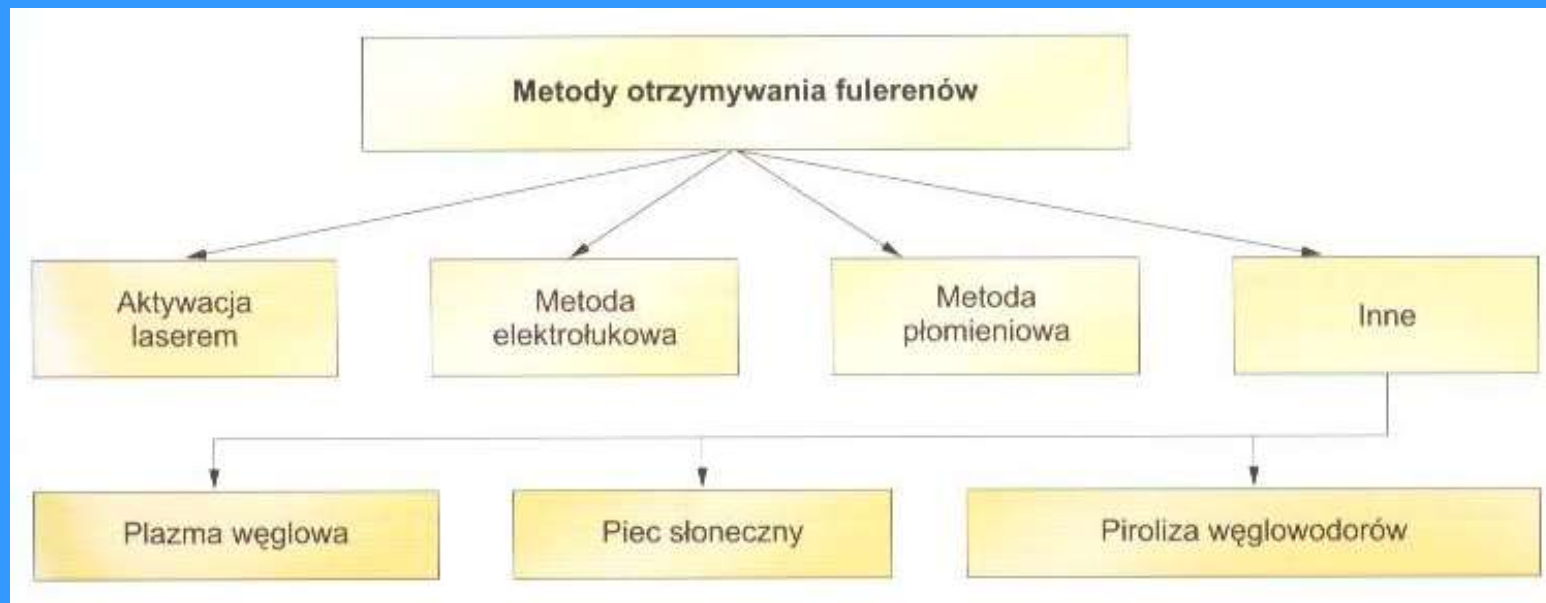 Metody otrzymywania fulerenów
Aktywacja
laserem
Metoda
elektrołukowa
Metoda
płomieniowa
Inne
Plazma węglowa
Piec słoneczny
Piroliza węglowodorów